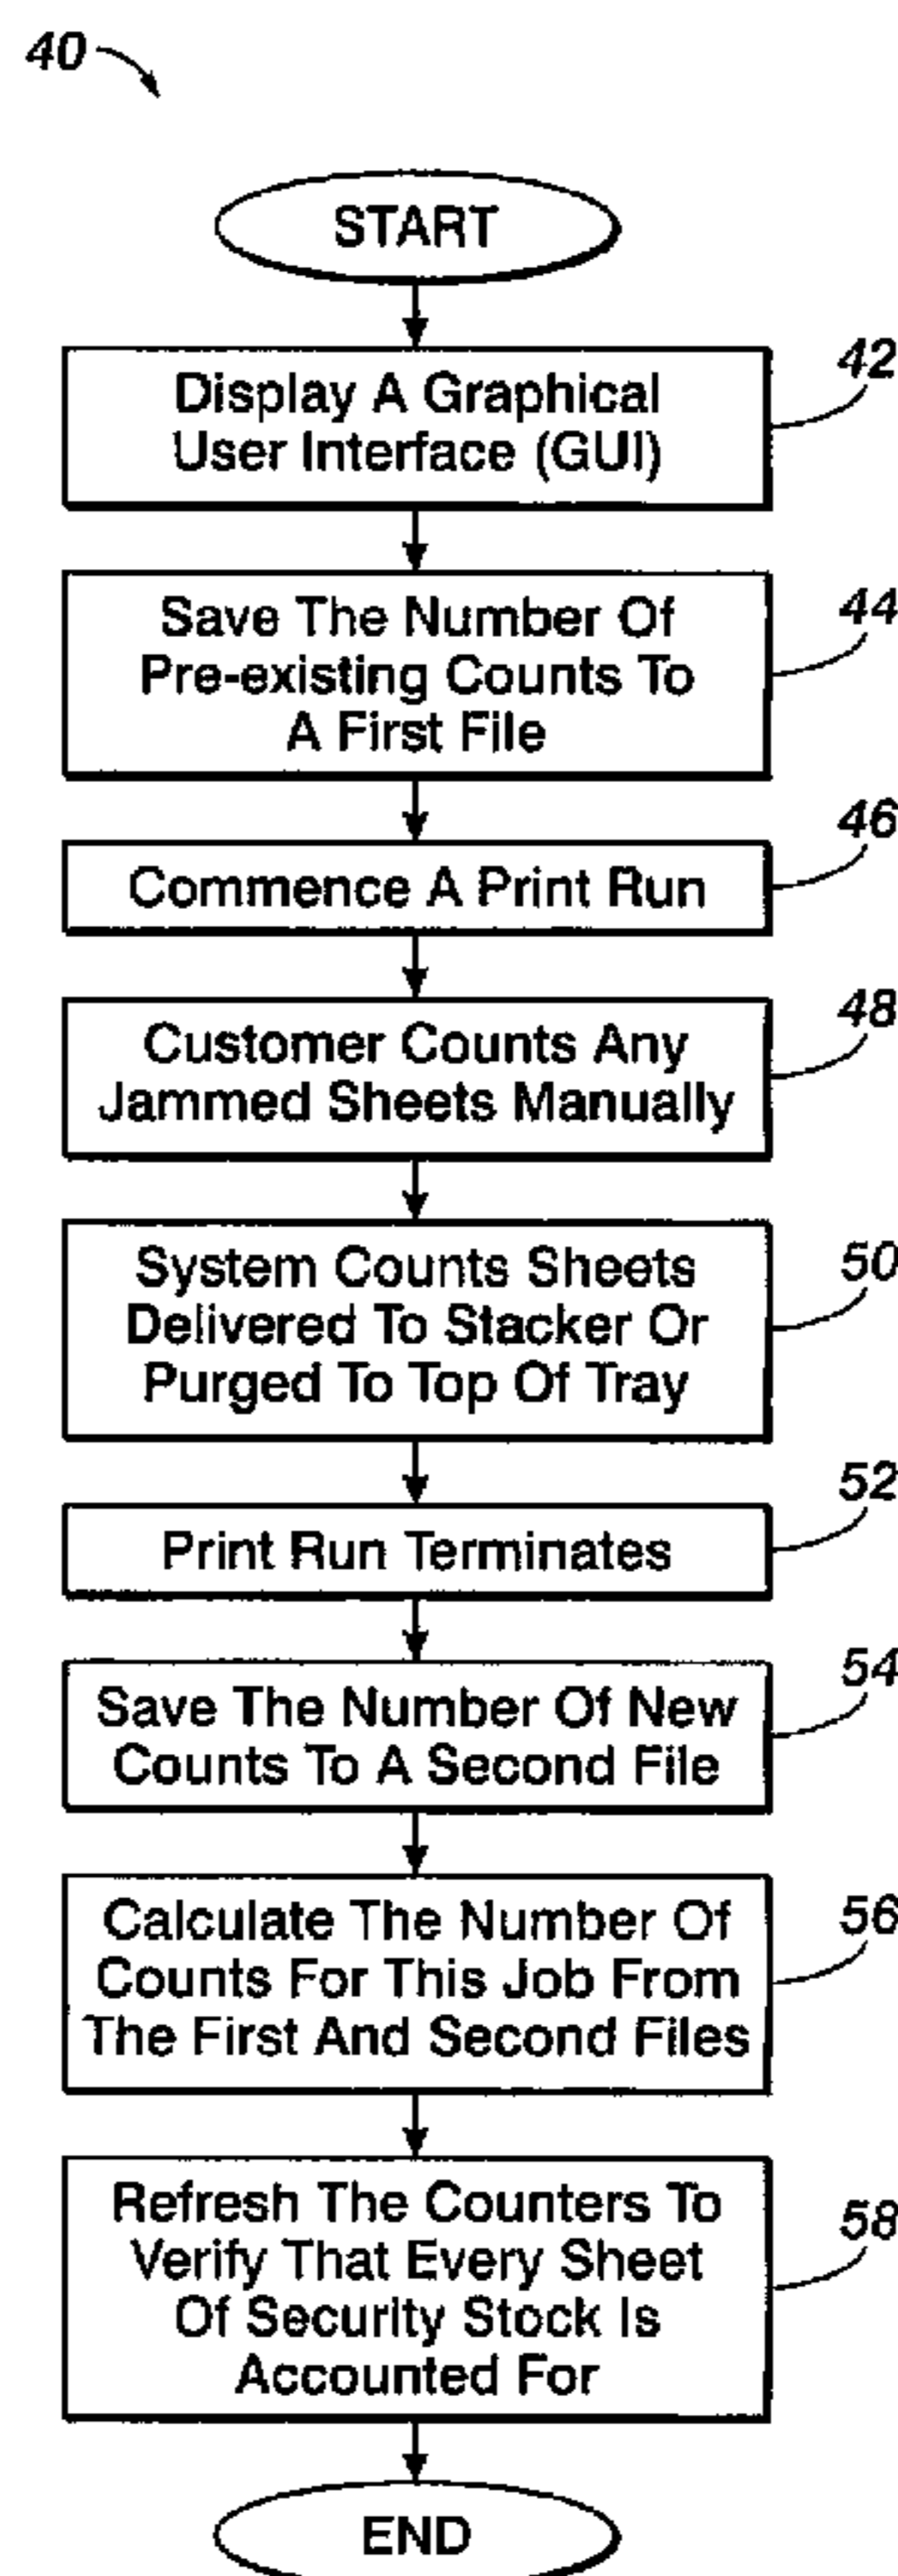 40
START
Display A Graphical
User Interface (GUI)
42
Save The Number Of
Pre-existing Counts To
A First File
44
Commence A Print Run
46
Customer Counts Any
Jammed Sheets Manually
48
System Counts Sheets
Delivered To Stacker Or
Purged To Top Of Tray
50
Print Run Terminates
52
Save The Number Of New
Counts To A Second File
54
Calculate The Number Of
Counts For This Job From
The First And Second Files
56
Refresh The Counters To
Verify That Every Sheet
Of Security Stock Is
Accounted For
58
END